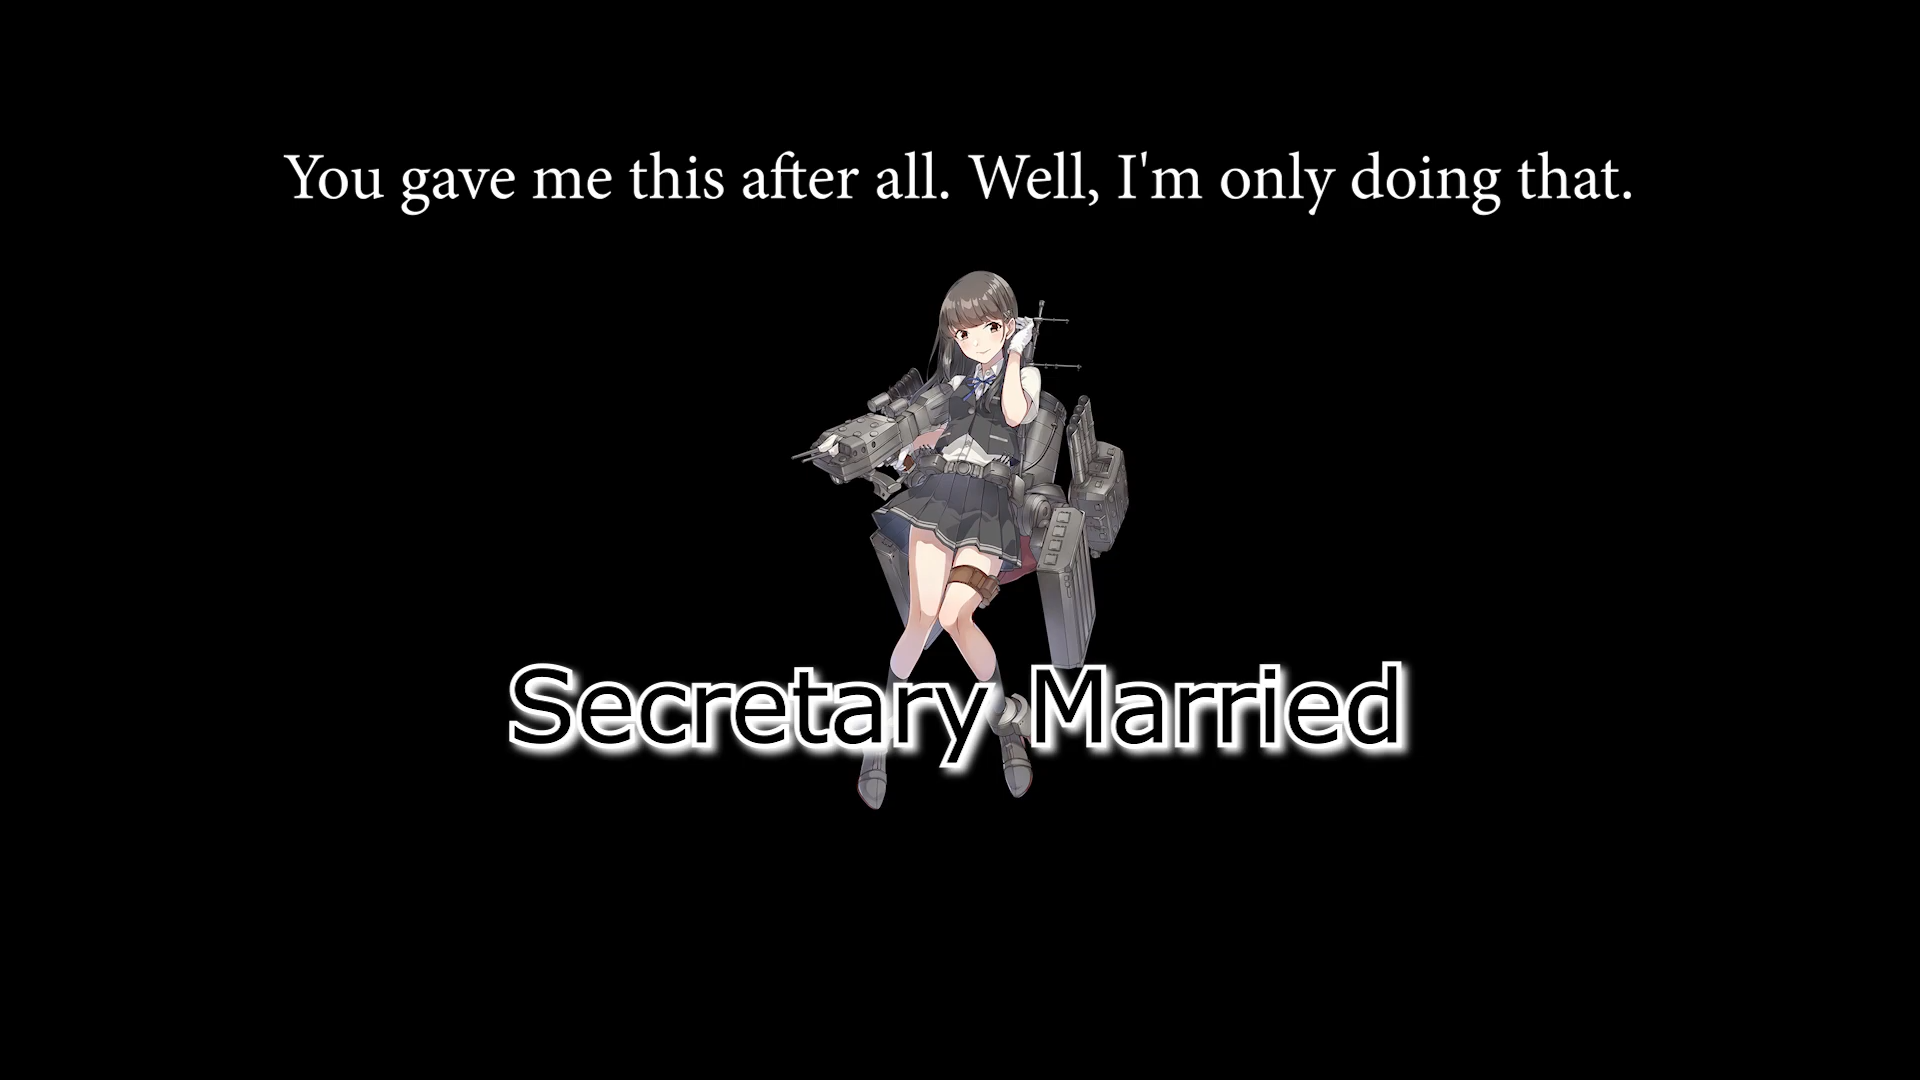 You gave me this after all. Well, I'm only doing that.
Secretary Married